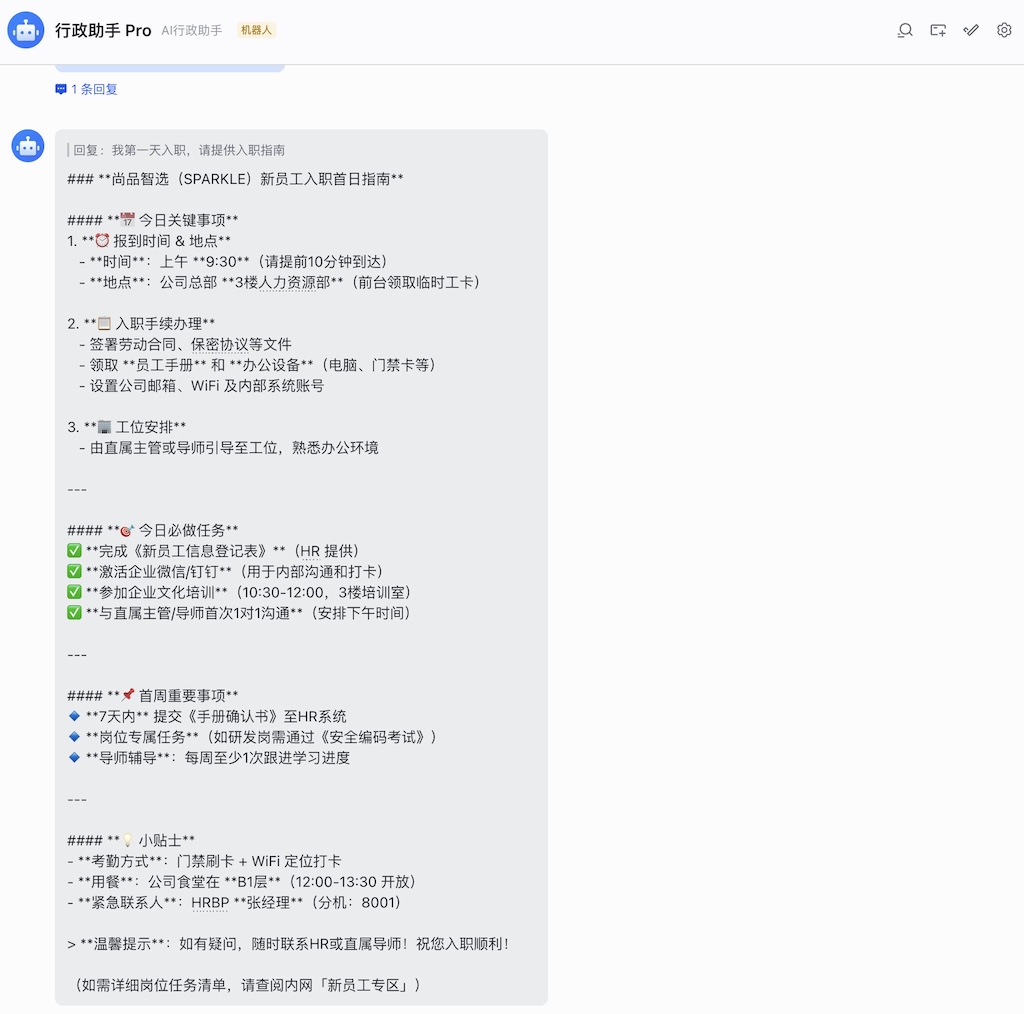 行政助手 Pro AI行政助手 机器人
1 条回复
回复：我第一天入职，请提供入职指南
### **尚品智选（SPARKLE）新员工入职首日指南**
#### **📅 今日关键事项**
1. **⏰ 报到时间 & 地点**
- **时间**：上午 **9:30**（请提前10分钟到达）
- **地点**：公司总部 **3楼人力资源部**（前台领取临时工卡）
2. **📋 入职手续办理**
- 签署劳动合同、保密协议等文件
- 领取 **员工手册** 和 **办公设备**（电脑、门禁卡等）
- 设置公司邮箱、WiFi 及内部系统账号
3. **🏢 工位安排**
- 由直属主管或导师引导至工位，熟悉办公环境
---
#### **🎯 今日必做任务**
✅ **完成《新员工信息登记表》**（HR 提供）
✅ **激活企业微信/钉钉**（用于内部沟通和打卡）
✅ **参加企业文化培训**（10:30-12:00，3楼培训室）
✅ **与直属主管/导师首次1对1沟通**（安排下午时间）
---
#### **📌 首周重要事项**
🔹 **7天内** 提交《手册确认书》至HR系统
🔹 **岗位专属任务**（如研发岗需通过《安全编码考试》）
🔹 **导师辅导**：每周至少1次跟进学习进度
---
#### **💡 小贴士**
- **考勤方式**：门禁刷卡 + WiFi 定位打卡
- **用餐**：公司食堂在 **B1层**（12:00-13:30 开放）
- **紧急联系人**：HRBP **张经理**（分机：8001）
> **温馨提示**：如有疑问，随时联系HR或直属导师！祝您入职顺利！
（如需详细岗位任务清单，请查阅内网「新员工专区」）